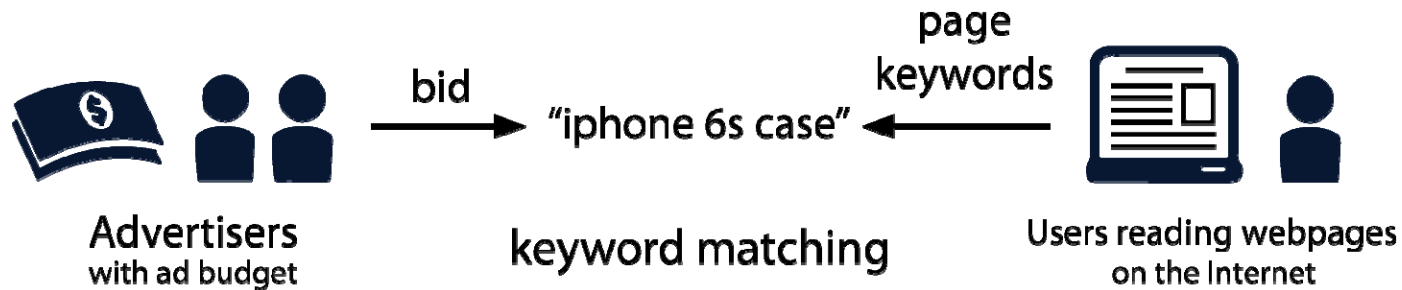 bid
page
keywords
“iphone 6s case”
Advertisers
with ad budget
keyword matching
Users reading webpages
on the Internet
$